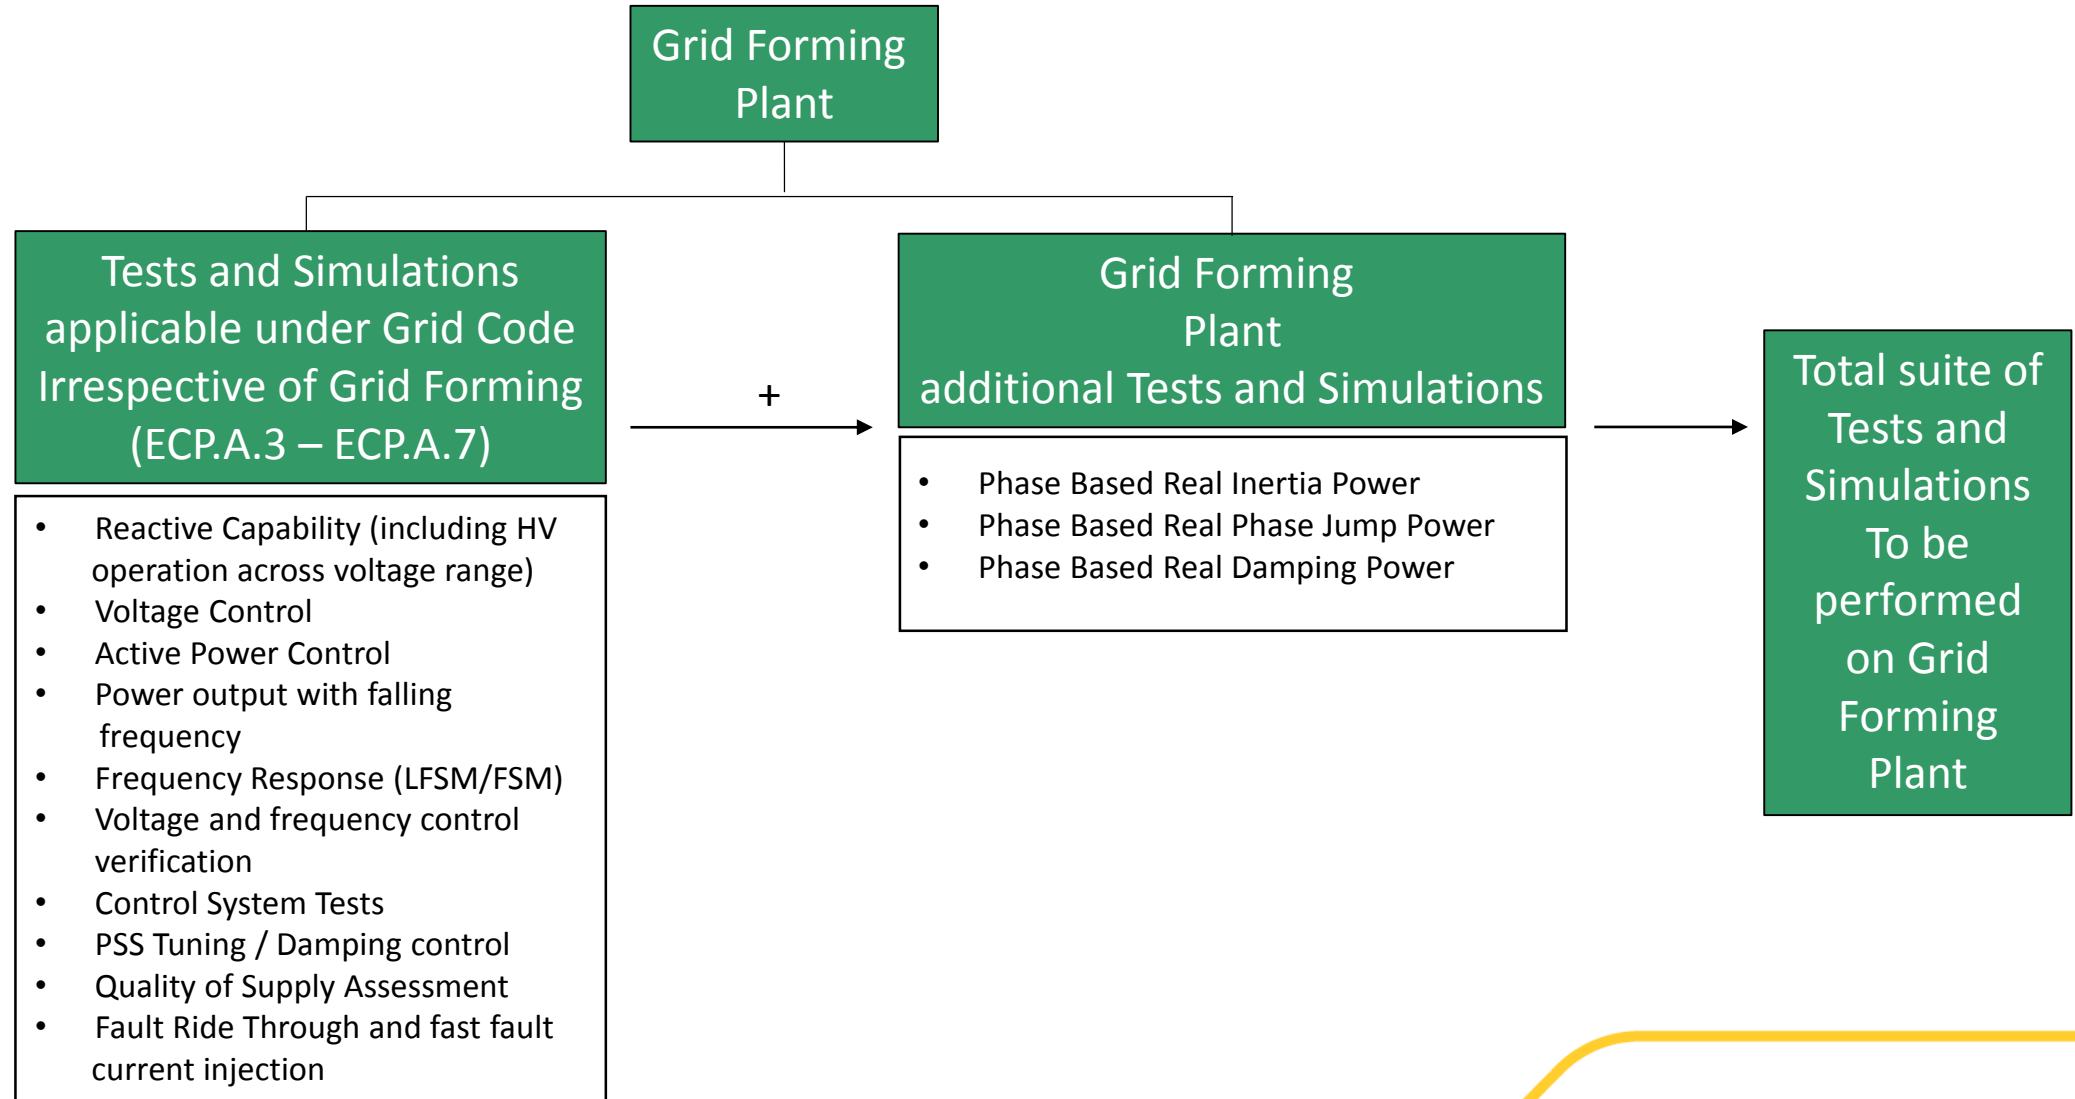 Grid Forming
Plant
Tests and Simulations
applicable under Grid Code
Irrespective of Grid Forming
(ECP.A.3 – ECP.A.7)
• Reactive Capability (including HV
operation across voltage range)
• Voltage Control
• Active Power Control
• Power output with falling
frequency
• Frequency Response (LFSM/FSM)
• Voltage and frequency control
verification
• Control System Tests
• PSS Tuning / Damping control
• Quality of Supply Assessment
• Fault Ride Through and fast fault
current injection
+
Grid Forming
Plant
additional Tests and Simulations
• Phase Based Real Inertia Power
• Phase Based Real Phase Jump Power
• Phase Based Real Damping Power
Total suite of
Tests and
Simulations
To be
performed
on Grid
Forming
Plant